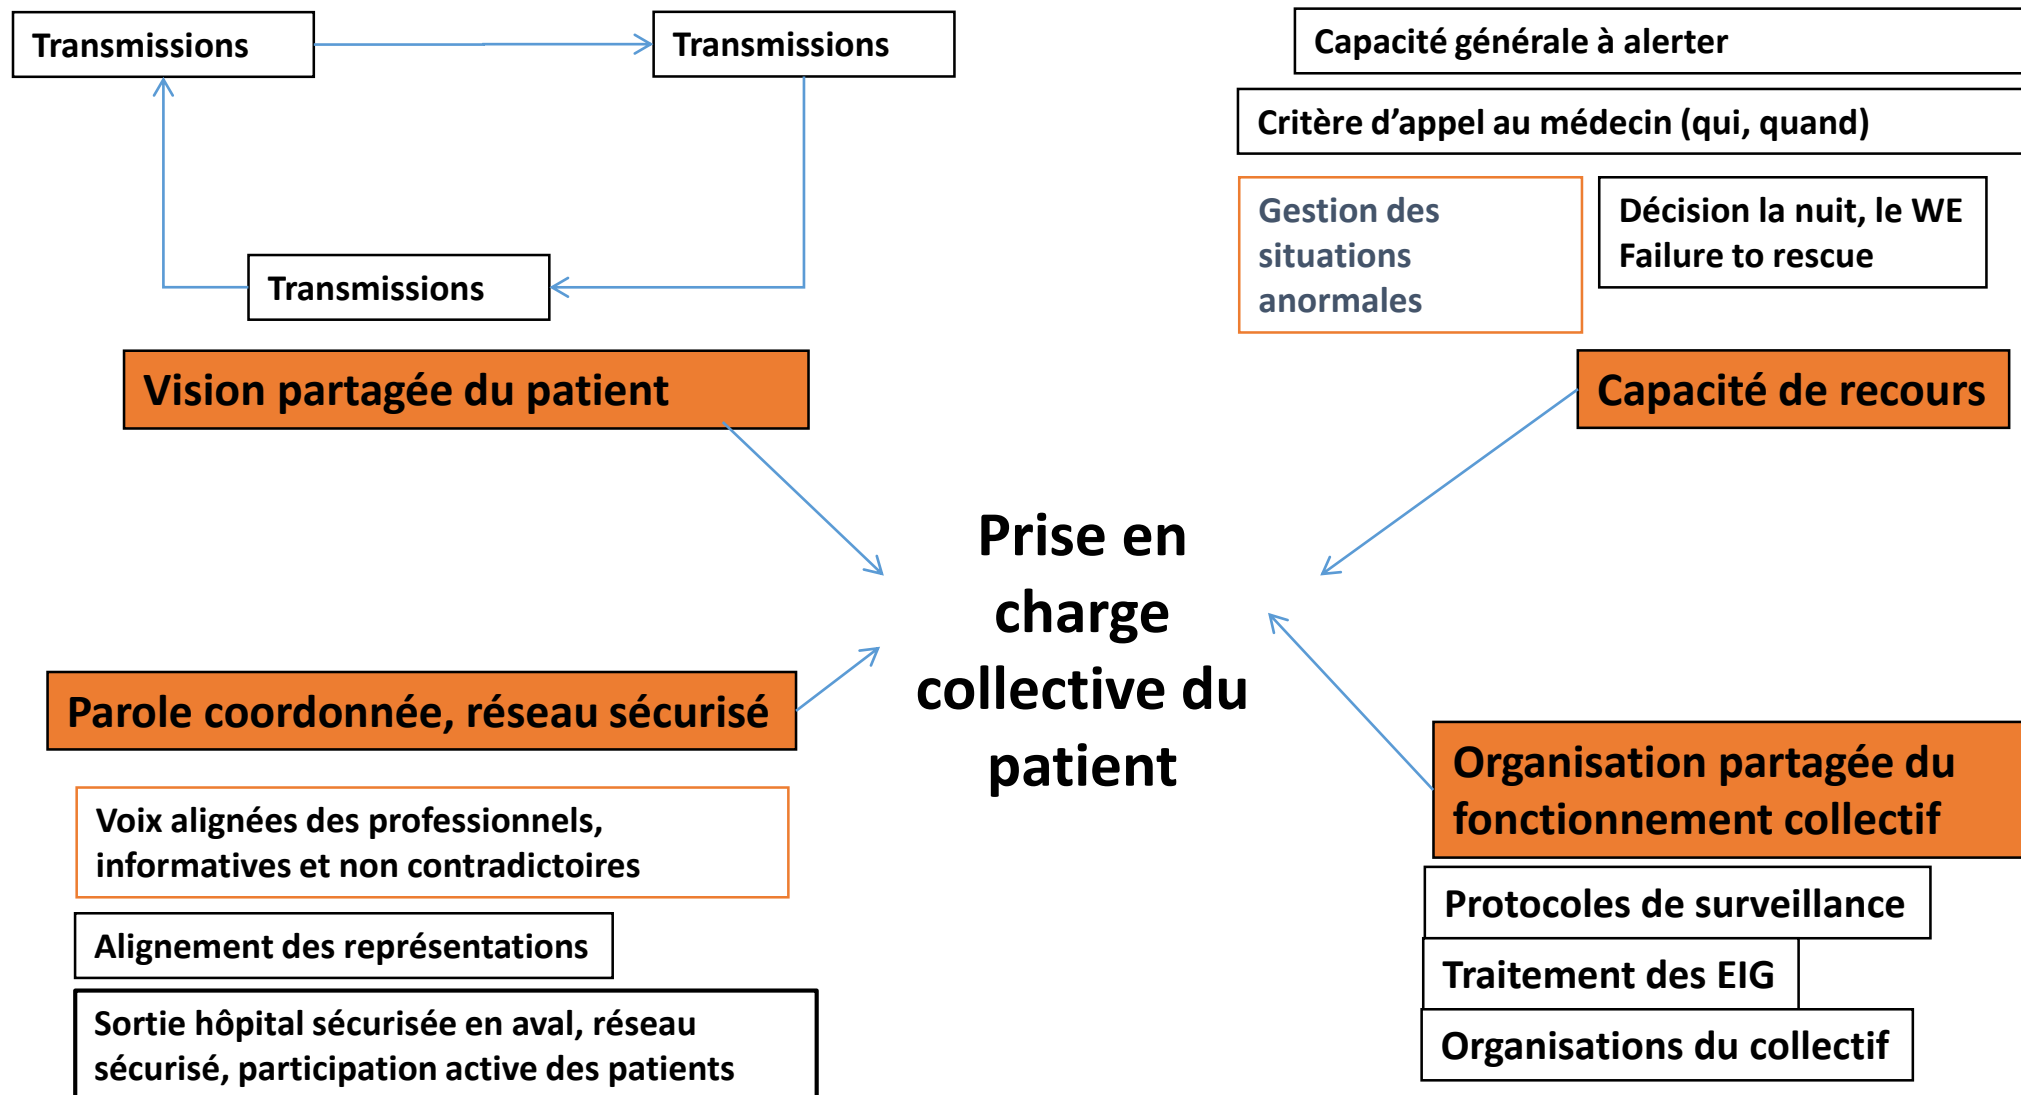 Transmissions
Transmissions
Transmissions
Vision partagée du patient
Capacité générale à alerter
Critère d’appel au médecin (qui, quand)
Gestion des
situations
anormales
Décision la nuit, le WE
Failure to rescue
Capacité de recours
Prise en
charge
collective du
patient
Parole coordonnée, réseau sécurisé
Voix alignées des professionnels,
informatives et non contradictoires
Alignement des représentations
Sortie hôpital sécurisée en aval, réseau
sécurisé, participation active des patients
Organisation partagée du
fonctionnement collectif
Protocoles de surveillance
Traitement des EIG
Organisations du collectif